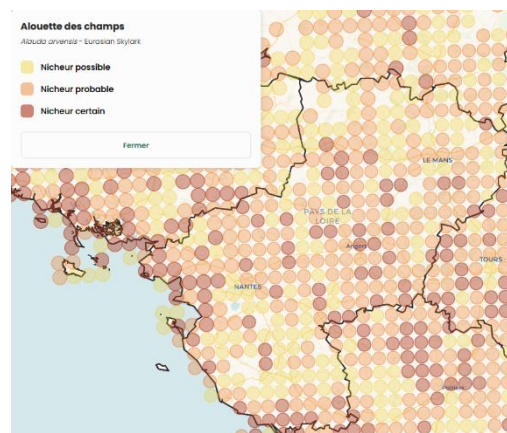 Alouette des champs
Alauda arvensis - Eurasian Skylark
Nicheur possible
Nicheur probable
Nicheur certain
Fermer
LE MANS
PAYS DE LA
LOIRE
Angers
TOURS
NANTES
Poitiers